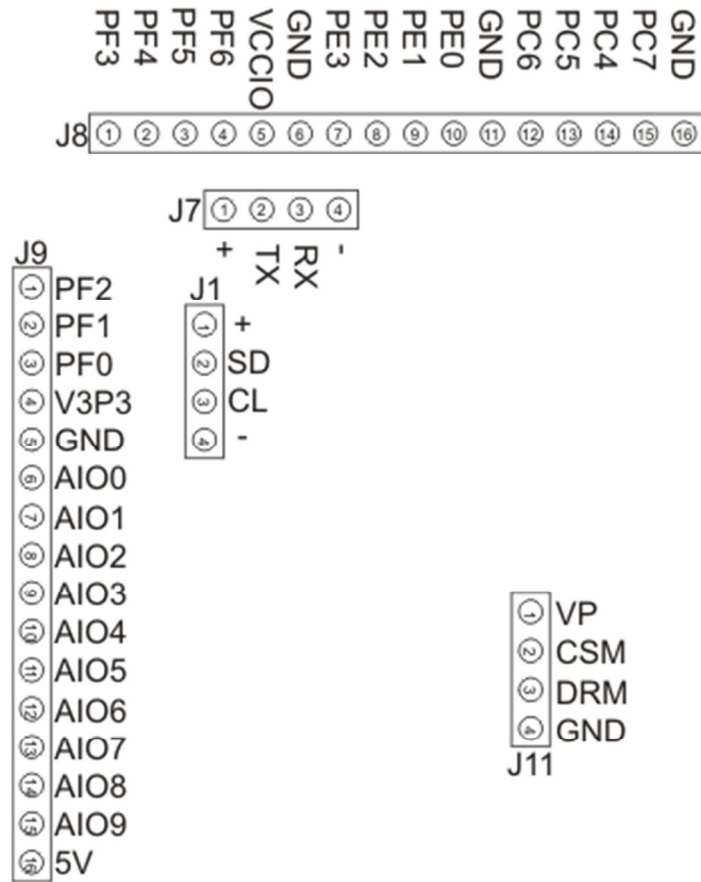 PF3 PF4 PF5 PF6 VCCIO GND PE3 PE2 PE1 PE0 GND PC6 PC5 PC4 PC7 GND
J8 1 2 3 4 5 6 7 8 9 10 11 12 13 14 15 16
J7 1 2 3 4
+ TX RX -
J9
1 PF2
2 PF1
3 PF0
4 V3P3
5 GND
6 AIO0
7 AIO1
8 AIO2
9 AIO3
10 AIO4
11 AIO5
12 AIO6
13 AIO7
14 AIO8
15 AIO9
16 5V
J1
1 +
2 SD
3 CL
4 -
1 VP
2 CSM
3 DRM
4 GND
J11